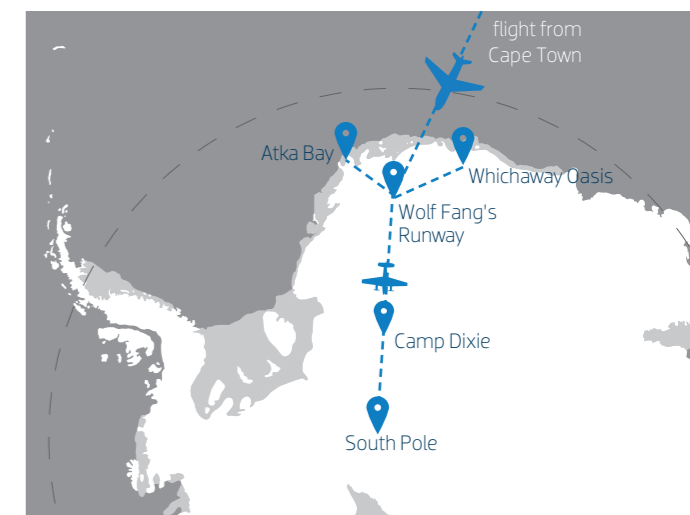 flight from
Cape Town
Atka Bay
Whichaway Oasis
Wolf Fang's
Runway
Camp Dixie
South Pole